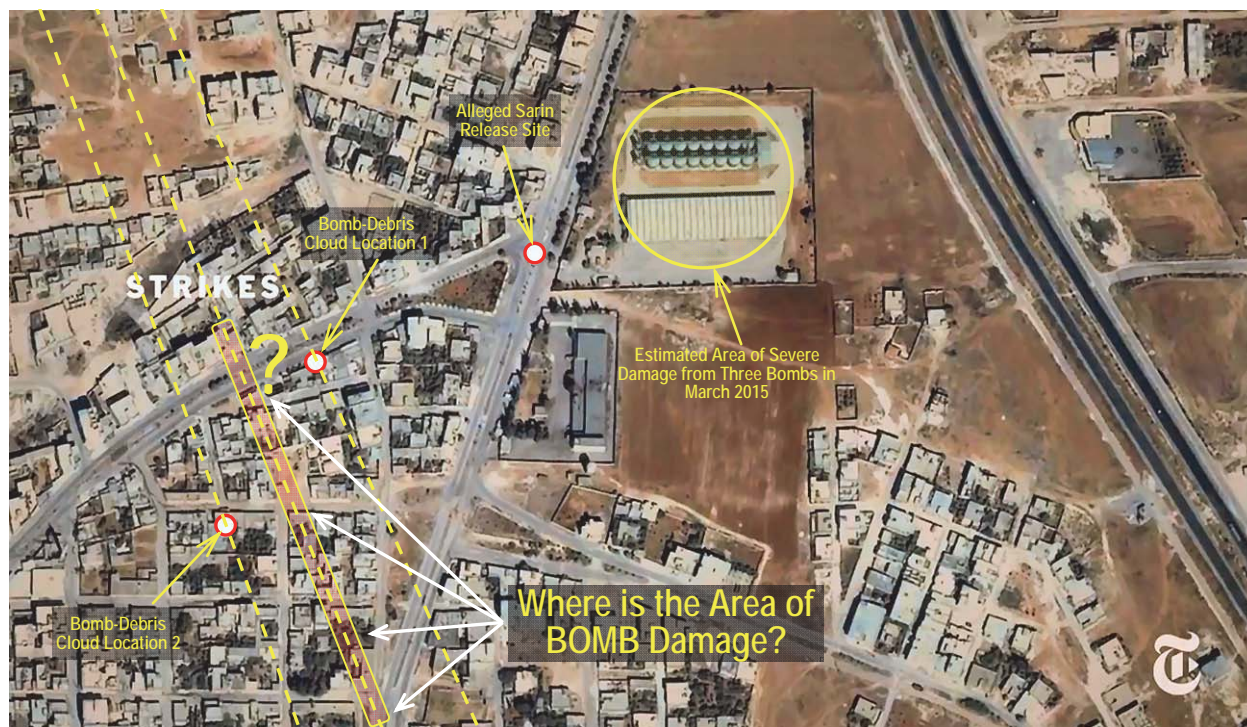 Alleged Sarin
Release Site
Bomb-Debris
Cloud Location 1
STRIKES
?
Estimated Area of Severe
Damage from Three Bombs in
March 2015
Where is the Area of
BOMB Damage?
Bomb-Debris
Cloud Location 2
T